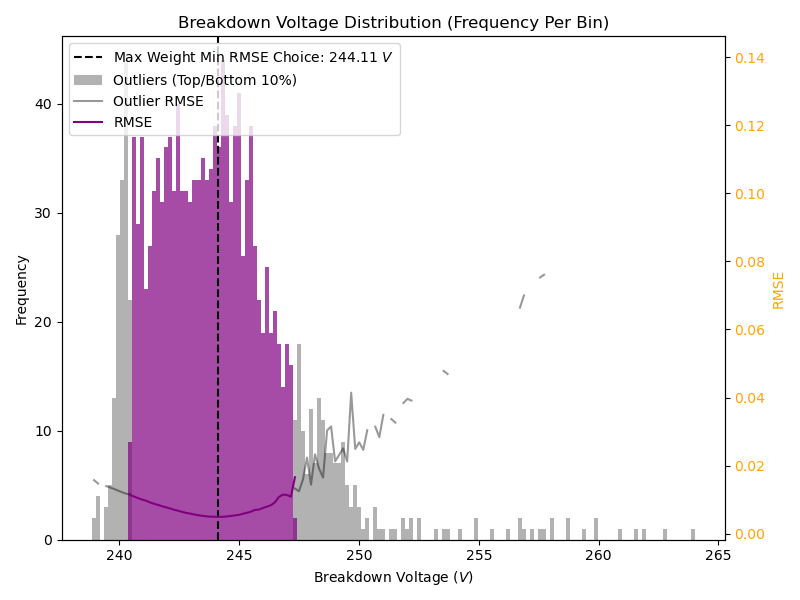 Breakdown Voltage Distribution (Frequency Per Bin)
Max Weight Min RMSE Choice: 244.11 V
Outliers (Top/Bottom 10%)
Outlier RMSE
RMSE
Frequency
0
10
20
30
40
RMSE
0.00
0.02
0.04
0.06
0.08
0.10
0.12
0.14
240
245
250
255
260
265
Breakdown Voltage (V)